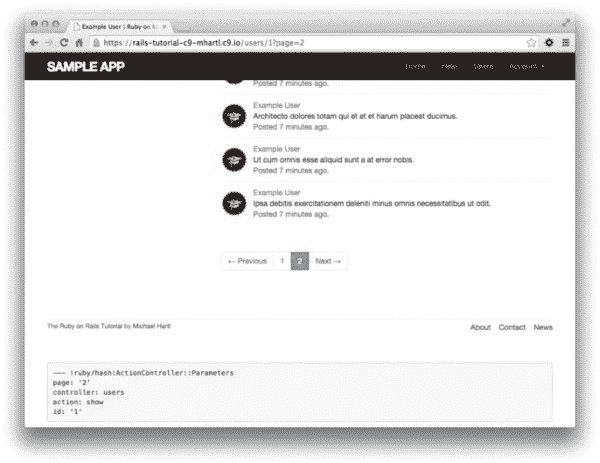 Example User | Ruby on
https://rails-tutorial-c9-mhartl.c9.io/users/1?page=2
SAMPLE APP
Home Help Users Account
Posted 7 minutes ago.
Example User
Architecto dolores totam qui et et et harum placeat ducimus.
Posted 7 minutes ago.
Example User
Ut cum omnis esse aliquid sunt a at error nobis.
Posted 7 minutes ago.
Example User
Ipsa debitis exercitationem deleniti minus omnis necessitatibus ut odit.
Posted 7 minutes ago.
← Previous 1 2 Next →
The Ruby on Rails Tutorial by Michael Hartl
About Contact News
--- !ruby/hash:ActionController::Parameters
page: '2'
controller: users
action: show
id: '1'